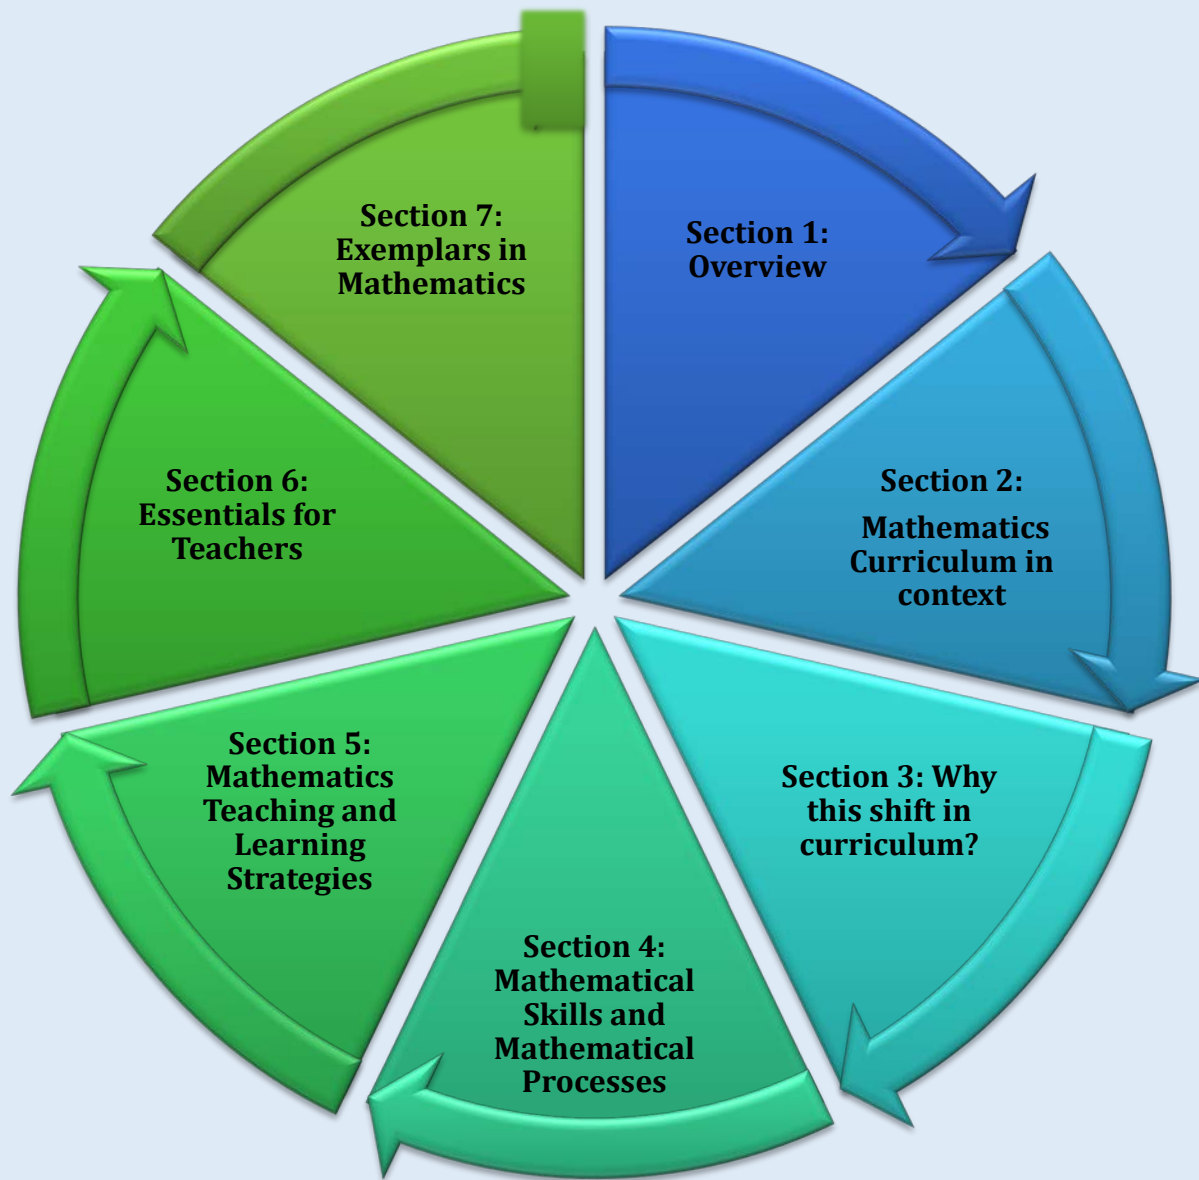 Section 1:
Overview
Section 2:
Mathematics
Curriculum in
context
Section 3: Why
this shift in
curriculum?
Section 4:
Mathematical
Skills and
Mathematical
Processes
Section 5:
Mathematics
Teaching and
Learning
Strategies
Section 6:
Essentials for
Teachers
Section 7:
Exemplars in
Mathematics